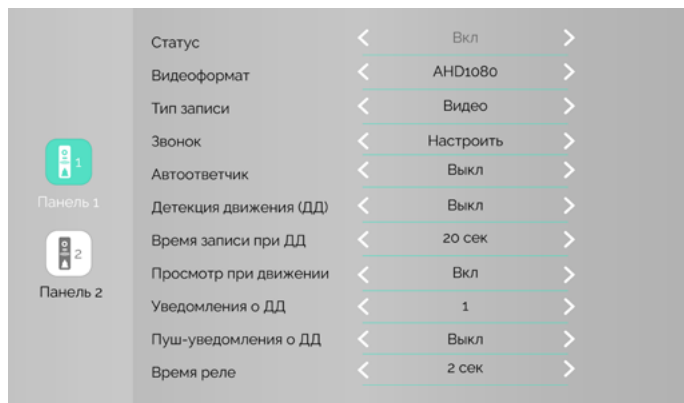 1
Панель 1
2
Панель 2
Статус Вкл
Видеоформат AHD1080
Тип записи Видео
Звонок Настроить
Автоответчик Выкл
Детекция движения (ДД) Выкл
Время записи при ДД 20 сек
Просмотр при движении Вкл
Уведомления о ДД 1
Пуш-уведомления о ДД Выкл
Время реле 2 сек